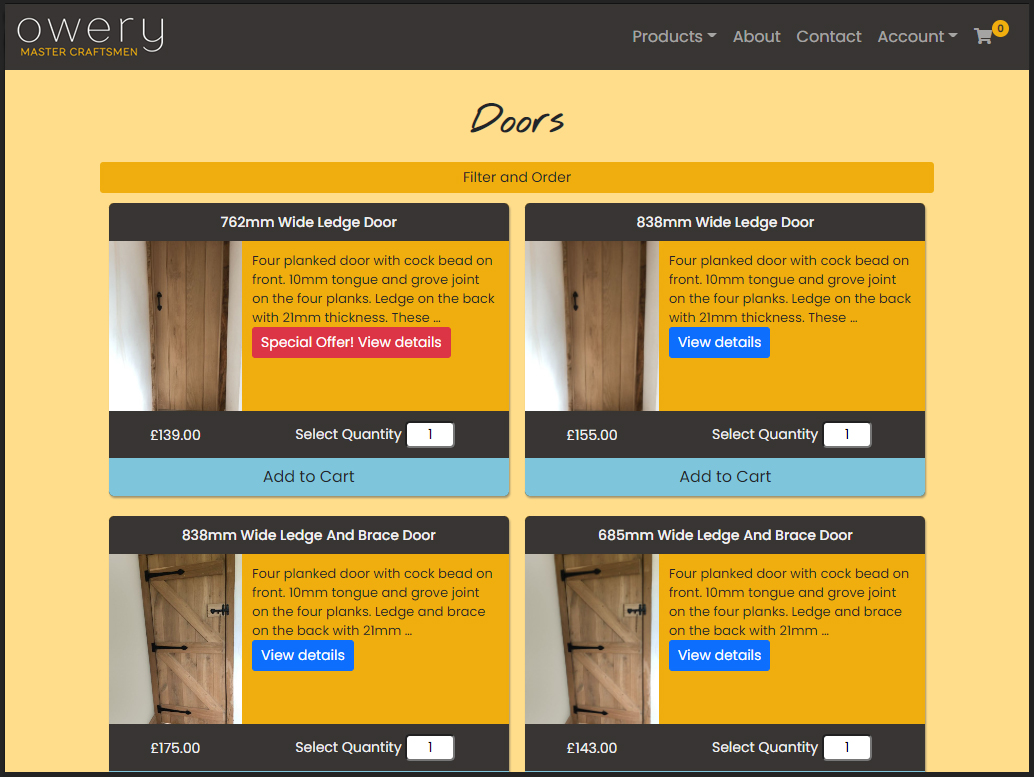 owery
MASTER CRAFTSMEN
Products About Contact Account 0
Doors
Filter and Order
762mm Wide Ledge Door
Four planked door with cock bead on
front. 10mm tongue and grove joint
on the four planks. Ledge on the back
with 21mm thickness. These ...
Special Offer! View details
£139.00 Select Quantity 1
Add to Cart
838mm Wide Ledge Door
Four planked door with cock bead on
front. 10mm tongue and grove joint
on the four planks. Ledge on the back
with 21mm thickness. These ...
View details
£155.00 Select Quantity 1
Add to Cart
838mm Wide Ledge And Brace Door
Four planked door with cock bead on
front. 10mm tongue and grove joint
on the four planks. Ledge and brace
on the back with 21mm ...
View details
£175.00 Select Quantity 1
685mm Wide Ledge And Brace Door
Four planked door with cock bead on
front. 10mm tongue and grove joint
on the four planks. Ledge and brace
on the back with 21mm ...
View details
£143.00 Select Quantity 1